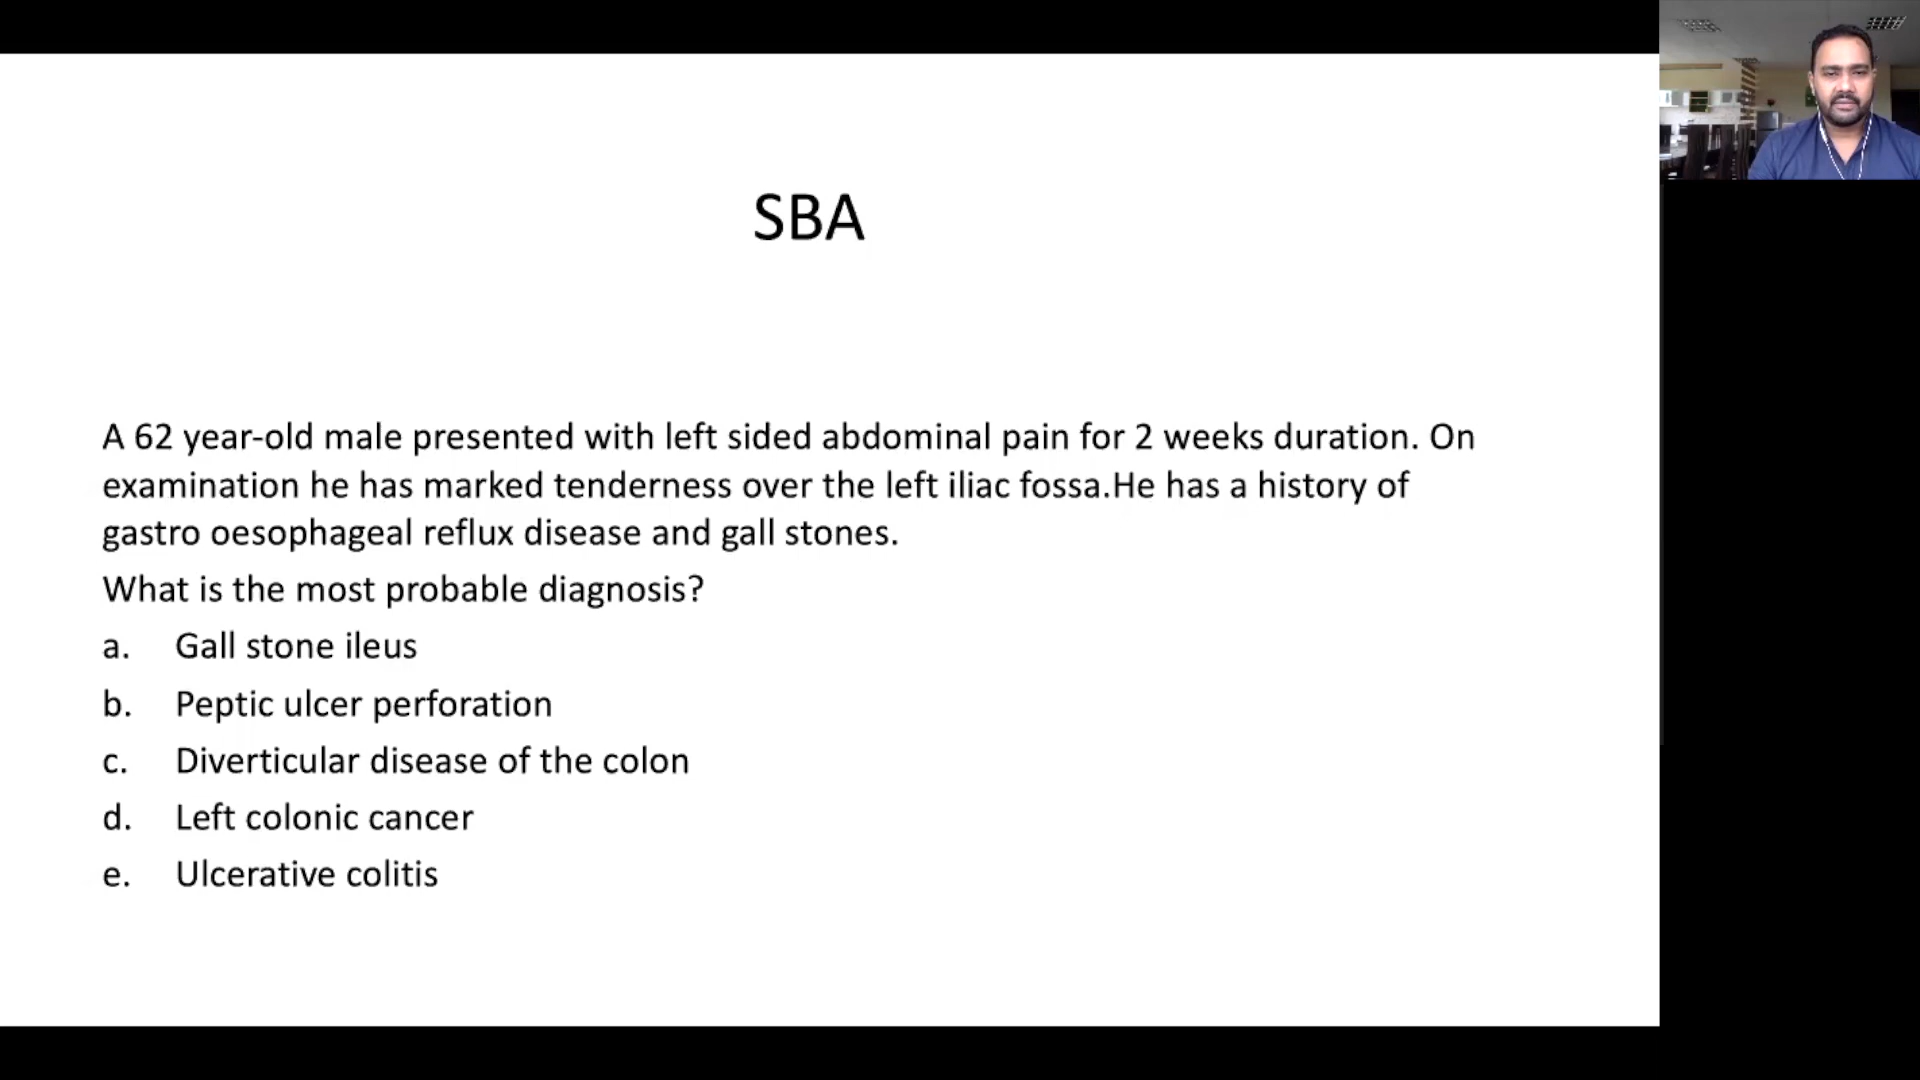 SBA
A 62 year-old male presented with left sided abdominal pain for 2 weeks duration. On
examination he has marked tenderness over the left iliac fossa.He has a history of
gastro oesophageal reflux disease and gall stones.
What is the most probable diagnosis?
a. Gall stone ileus
b. Peptic ulcer perforation
c. Diverticular disease of the colon
d. Left colonic cancer
e. Ulcerative colitis